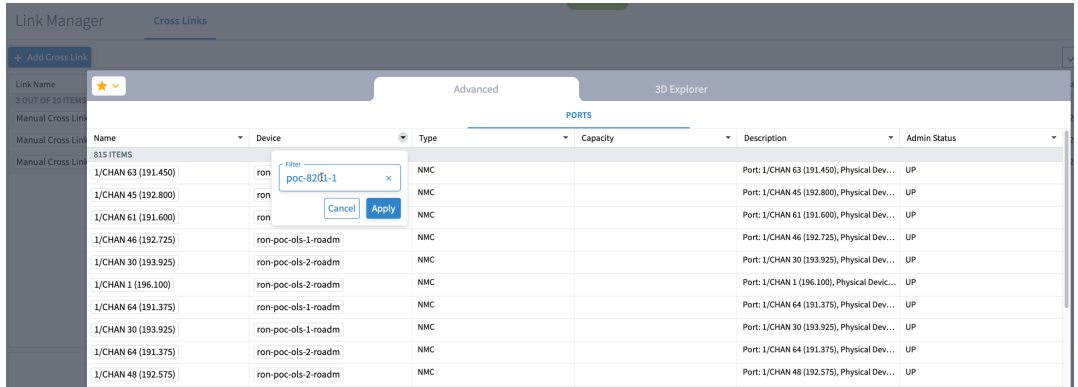 Link Manager Cross Links
+ Add Cross Link
Link Name
3 OUT OF 20 ITEMS
Manual Cross Link
Manual Cross Link
Manual Cross Link
Advanced 3D Explorer
PORTS
Name Device Type Capacity Description Admin Status
815 ITEMS
1/CHAN 63 (191.450) ron- NMC Port: 1/CHAN 63 (191.450), Physical Dev... UP
1/CHAN 45 (192.800) ron NMC Port: 1/CHAN 45 (192.800), Physical Dev... UP
1/CHAN 61 (191.600) ron NMC Port: 1/CHAN 61 (191.600), Physical Dev... UP
Filter
poc-8201-1 ×
Cancel Apply
1/CHAN 46 (192.725) ron-poc-ols-1-roadm NMC Port: 1/CHAN 46 (192.725), Physical Dev... UP
1/CHAN 30 (193.925) ron-poc-ols-2-roadm NMC Port: 1/CHAN 30 (193.925), Physical Dev... UP
1/CHAN 1 (196.100) ron-poc-ols-2-roadm NMC Port: 1/CHAN 1 (196.100), Physical Devic... UP
1/CHAN 64 (191.375) ron-poc-ols-1-roadm NMC Port: 1/CHAN 64 (191.375), Physical Dev... UP
1/CHAN 30 (193.925) ron-poc-ols-1-roadm NMC Port: 1/CHAN 30 (193.925), Physical Dev... UP
1/CHAN 64 (191.375) ron-poc-ols-2-roadm NMC Port: 1/CHAN 64 (191.375), Physical Dev... UP
1/CHAN 48 (192.575) ron-poc-ols-2-roadm NMC Port: 1/CHAN 48 (192.575), Physical Dev... UP